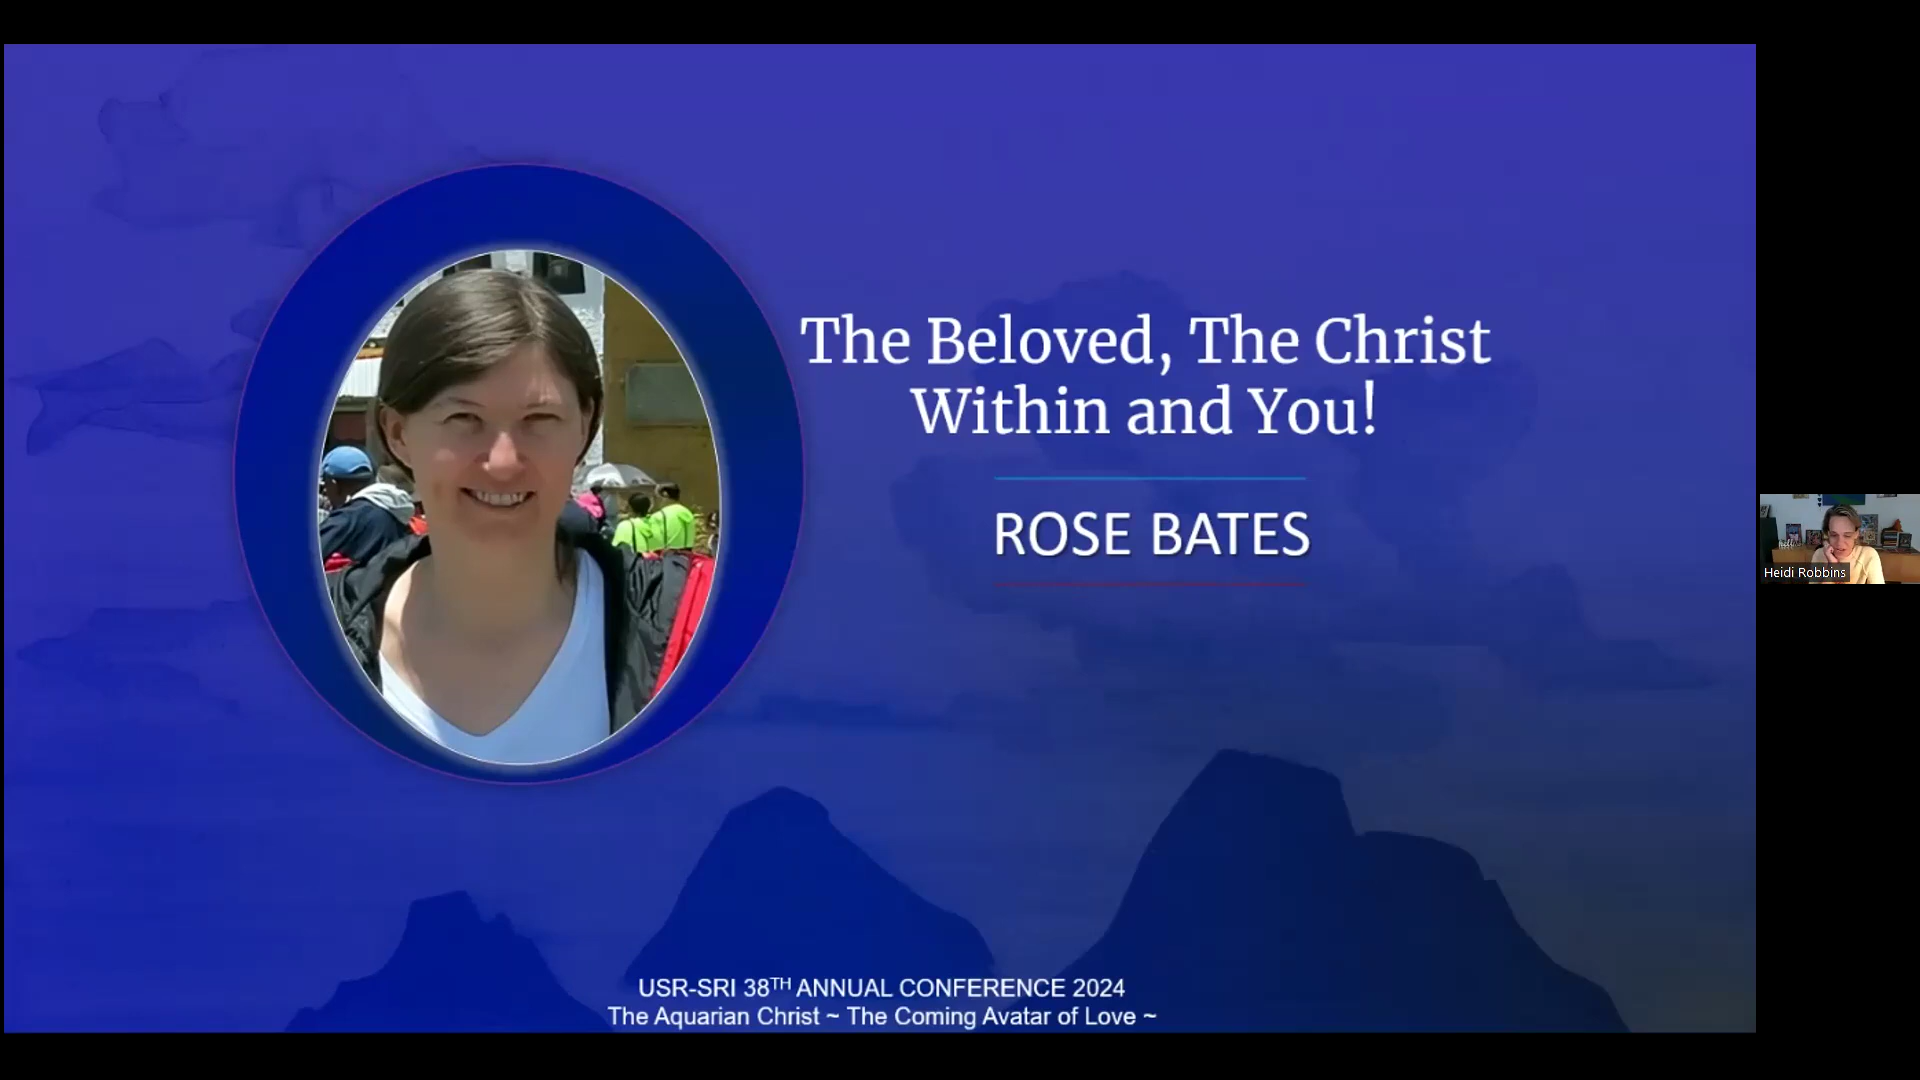 The Beloved, The Christ
Within and You!
ROSE BATES
Heidi Robbins
USR-SRI 38TH ANNUAL CONFERENCE 2024
The Aquarian Christ ~ The Coming Avatar of Love ~